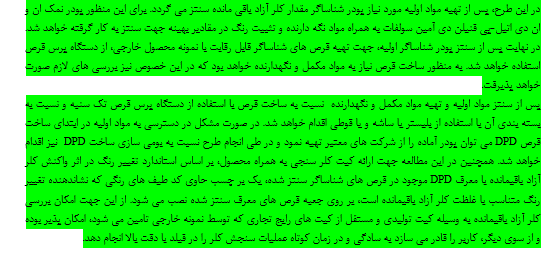 در این طرح، پس از تهیه مواد اولیه مورد نیاز پودر شناساگر مقدار کلر آزاد باقی مانده سنتز می گردد. برای این منظور پودر نمک ان و
ان دی اتیل-پی فنیلن دی آمین سولفات به همراه مواد نگه دارنده و تثبیت رنگ در مقادیر بهینه جهت سنتز به کار گرفته خواهد شد.
در نهایت پس از سنتز پودر شناساگر اولیه، جهت تهیه قرص های شناساگر قابل رقابت با نمونه محصول خارجی، از دستگاه پرس قرص
استفاده خواهد شد. به منظور ساخت قرص نیاز به مواد مکمل و نگهدارنده خواهد بود که در این خصوص نیز بررسی های لازم صورت
خواهد پذیرفت.
پس از سنتز مواد اولیه و تهیه مواد مکمل و نگهدارنده نسبت به ساخت قرص با استفاده از دستگاه پرس قرص تک سنبه و نسبت به
بسته بندی آن با استفاده از بلیستر یا ساشه و یا قوطی اقدام خواهد شد. در صورت مشکل در دسترسی به مواد اولیه در ابتدای ساخت
قرص DPD می توان پودر آماده را از شرکت های معتبر تهیه نمود و در طی انجام طرح نسبت به بومی سازی ساخت DPD نیز اقدام
خواهد شد. همچنین در این مطالعه جهت ارائه کیت کلر سنجی به همراه محصول، بر اساس استاندارد تغییر رنگ در اثر واکنش کلر
آزاد باقیمانده با معرف DPD موجود در قرص های شناساگر سنتز شده، یک بر چسب حاوی کد طیف های رنگی که نشاندهنده تغییر
رنگ متناسب با غلظت کلر آزاد باقیمانده است، بر روی جعبه قرص های معرف سنتز شده نصب می شود. از این جهت امکان بررسی
کلر آزاد باقیمانده به وسیله کیت تولیدی و مستقل از کیت های رایج تجاری که توسط نمونه خارجی تامین می شود، امکان پذیر بوده
و از سوی دیگر، کاربر را قادر می سازد به سادگی و در زمان کوتاه عملیات سنجش کلر را در فیلد با دقت بالا انجام دهد.